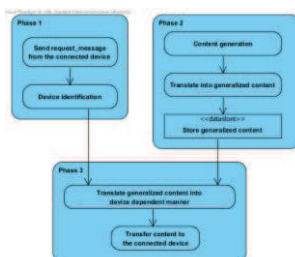 Phase 1
Send request_message
from the connected device
Device identification
Phase 2
Content generation
Translate into generalized content
<<datastore>>
Store generalized content
Phase 3
Translate generalized content into
device dependent manner
Transfer content to
the connected device